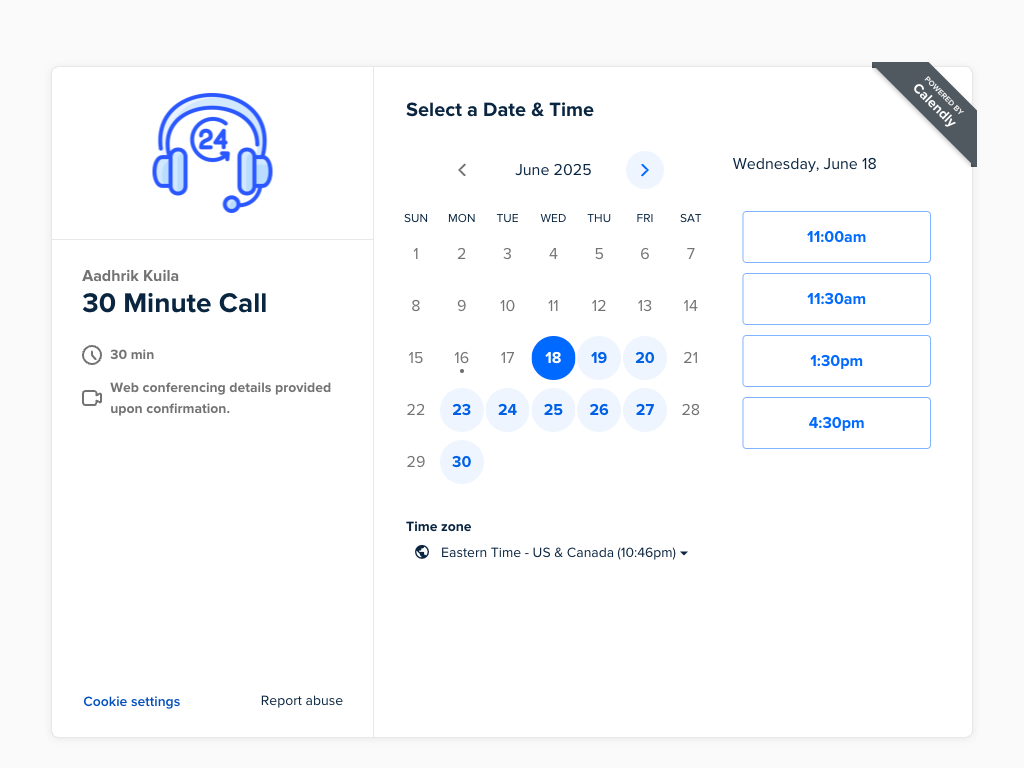 24
Aadhrik Kuila
30 Minute Call
30 min
Web conferencing details provided
upon confirmation.
Cookie settings
Report abuse
Select a Date & Time
June 2025
SUN MON TUE WED THU FRI SAT
1 2 3 4 5 6 7
8 9 10 11 12 13 14
15 16 17 18 19 20 21
22 23 24 25 26 27 28
29 30
Time zone
Eastern Time - US & Canada (10:46pm)
Wednesday, June 18
11:00am
11:30am
1:30pm
4:30pm
POWERED BY
Calendly